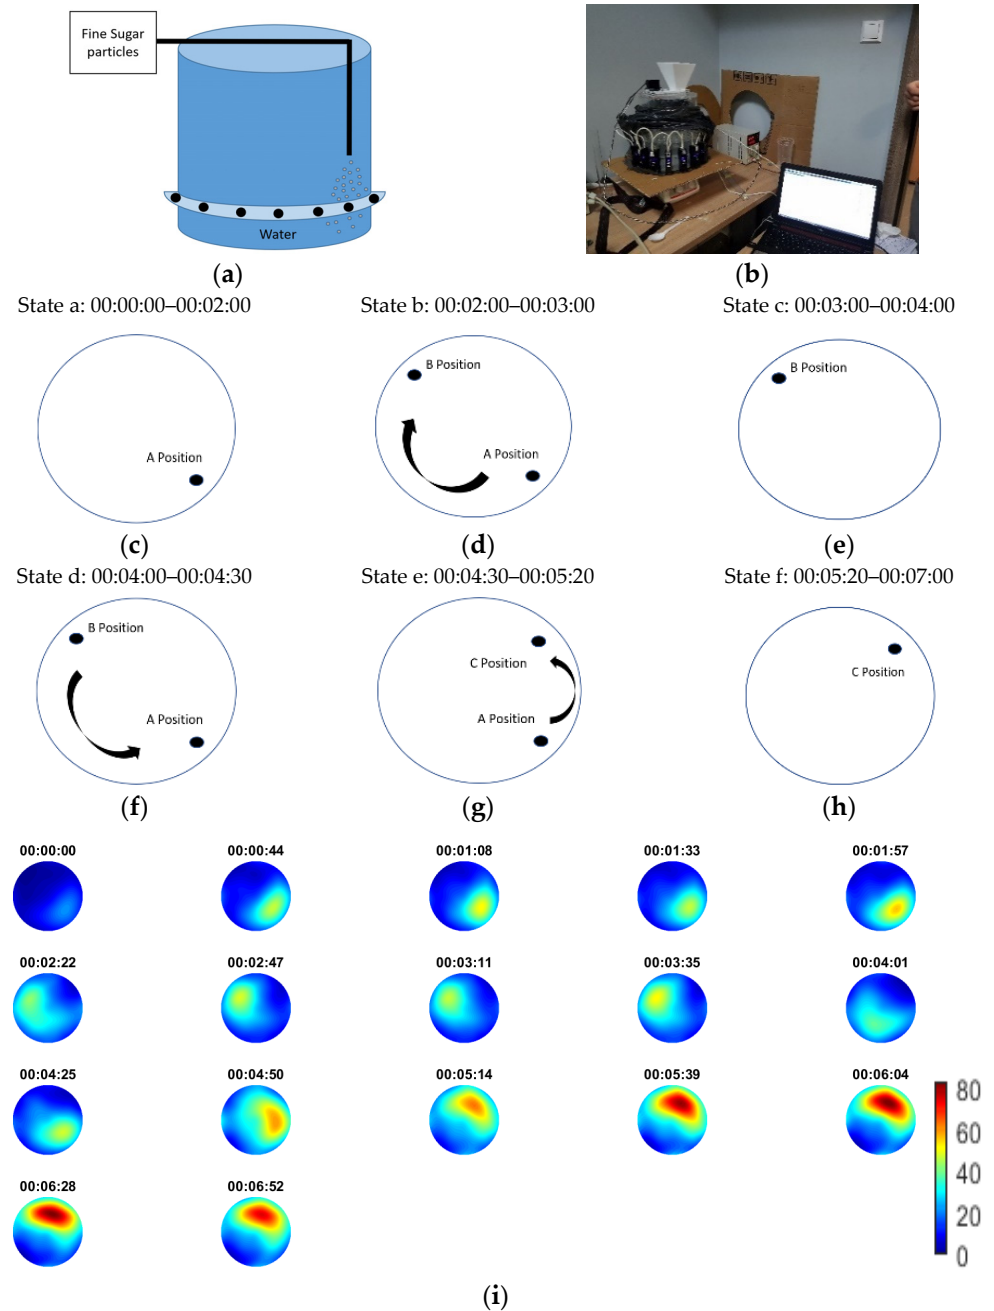 Fine Sugar
particles
Water
(a)
(b)
State a: 00:00:00–00:02:00
State b: 00:02:00–00:03:00
State c: 00:03:00–00:04:00
A Position
B Position
A Position
B Position
(c)
(d)
(e)
State d: 00:04:00–00:04:30
State e: 00:04:30–00:05:20
State f: 00:05:20–00:07:00
B Position
A Position
C Position
A Position
C Position
(f)
(g)
(h)
00:00:00
00:00:44
00:01:08
00:01:33
00:01:57
00:02:22
00:02:47
00:03:11
00:03:35
00:04:01
00:04:25
00:04:50
00:05:14
00:05:39
00:06:04
80
60
40
20
0
00:06:28
00:06:52
(i)